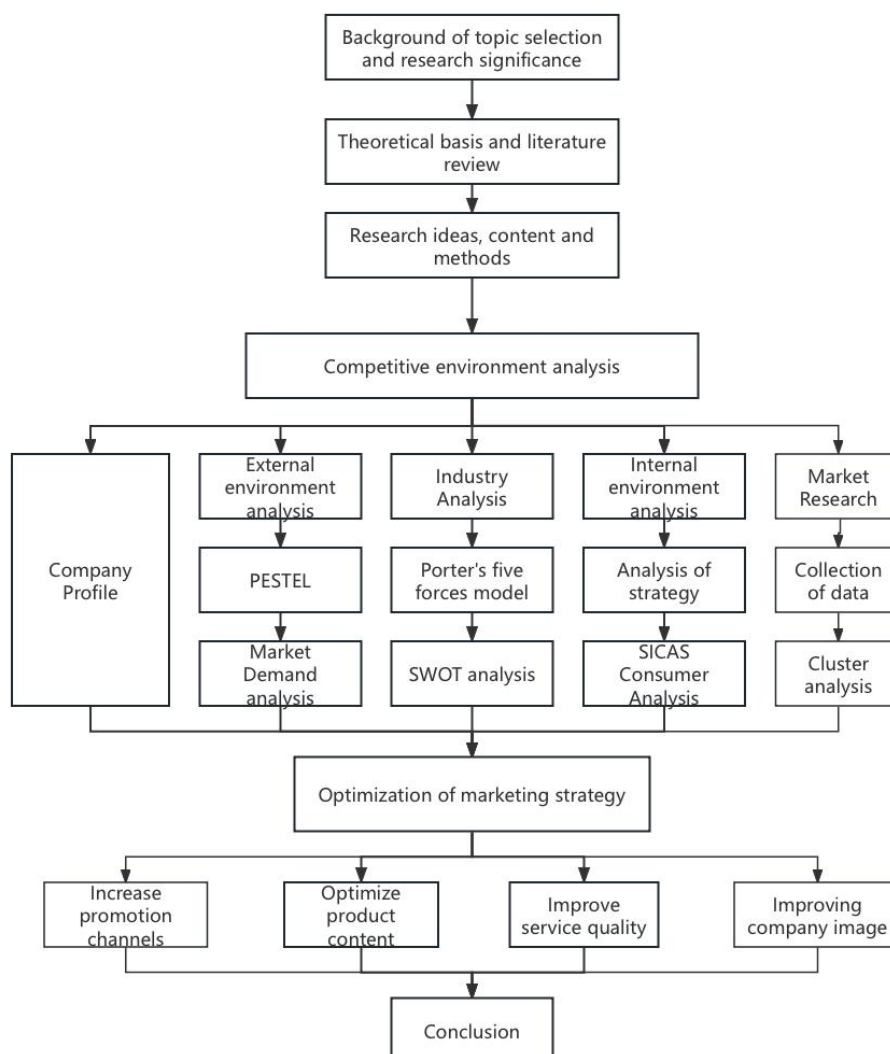 Background of topic selection
and research significance
Theoretical basis and literature
review
Research ideas, content and
methods
Competitive environment analysis
Company
Profile
External
environment
analysis
Industry
Analysis
Internal
environment
analysis
Market
Research
PESTEL
Porter's five
forces model
Analysis of
strategy
Collection
of data
Market
Demand
analysis
SWOT analysis
SICAS
Consumer
Analysis
Cluster
analysis
Optimization of marketing strategy
Increase
promotion
channels
Optimize
product
content
Improve
service quality
Improving
company image
Conclusion